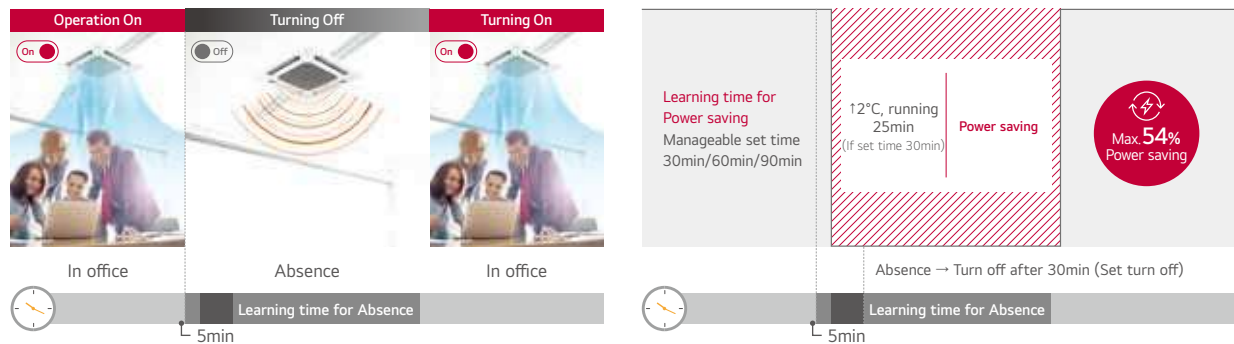 Operation On
Turning Off
Turning On
On
Off
On
In office
Absence
In office
Learning time for Absence
5min
Learning time for
Power saving
Manageable set time
30min/60min/90min
↑2°C, running
25min
(If set time 30min)
Power saving
Max.54%
Power saving
Absence → Turn off after 30min (Set turn off)
Learning time for Absence
5min